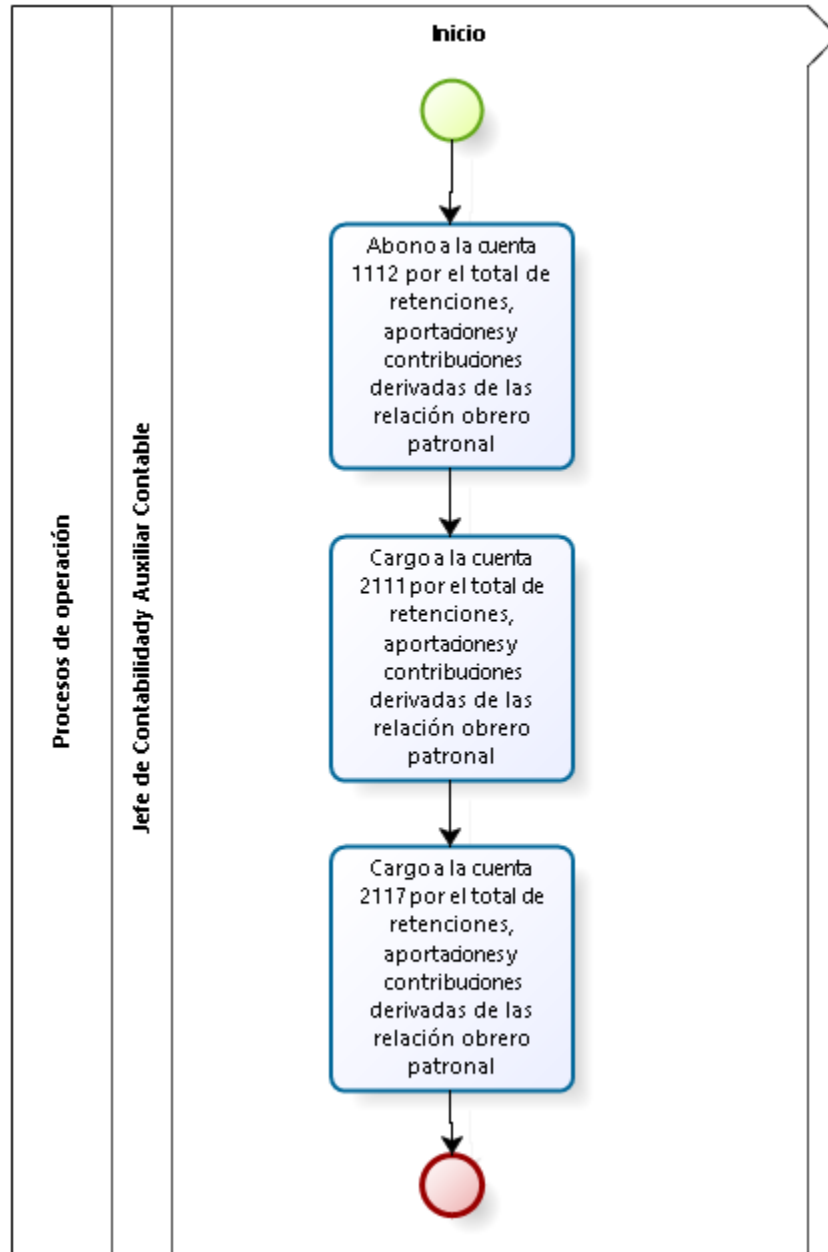 Inicio
Procesos de operación
Jefe de Contabilidady Auxiliar Contable
Abono a la cuenta
1112 por el total de
retenciones,
aportaciones y
contribuciones
derivadas de las
relación obrero
patronal
Cargo a la cuenta
2111 por el total de
retenciones,
aportaciones y
contribuciones
derivadas de las
relación obrero
patronal
Cargo a la cuenta
2117 por el total de
retenciones,
aportaciones y
contribuciones
derivadas de las
relación obrero
patronal